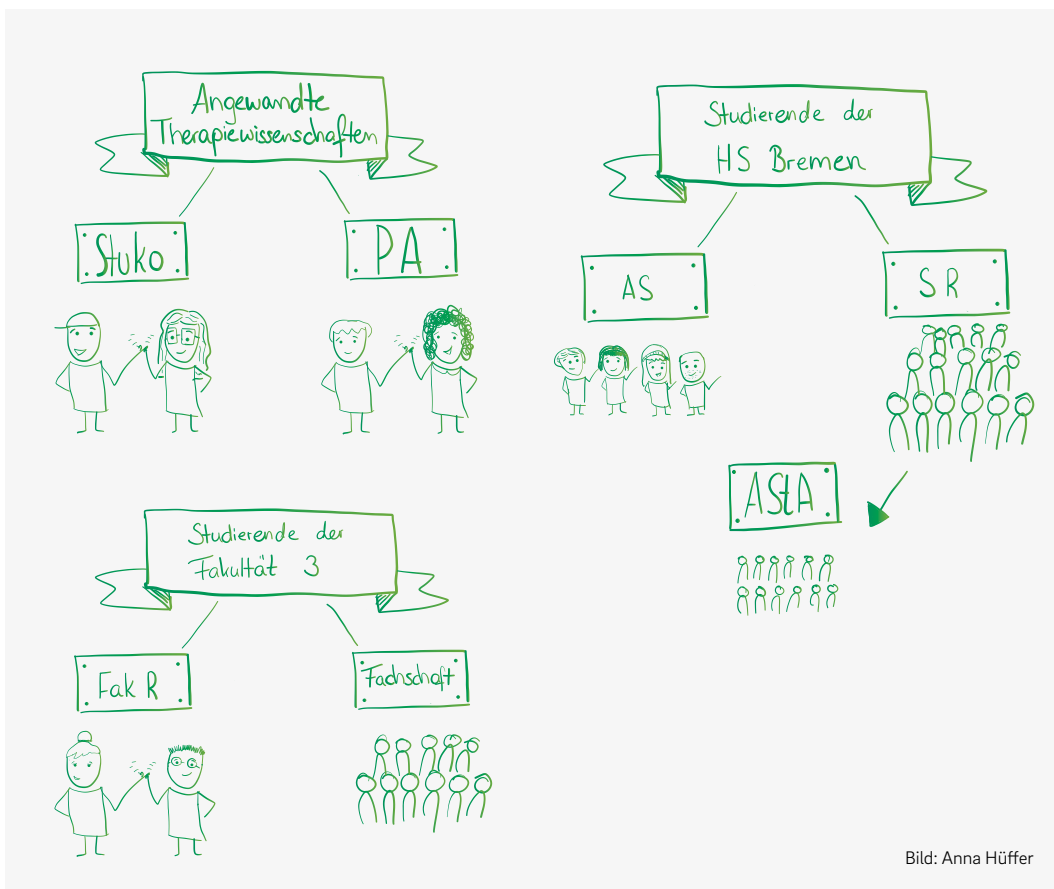 Angewandte
Therapiewissenschaften
Stuko
PA
Studierende der
HS Bremen
AS
SR
AStA
Studierende der
Fakultät 3
Fak R
Fachschaft
Bild: Anna Hüffer